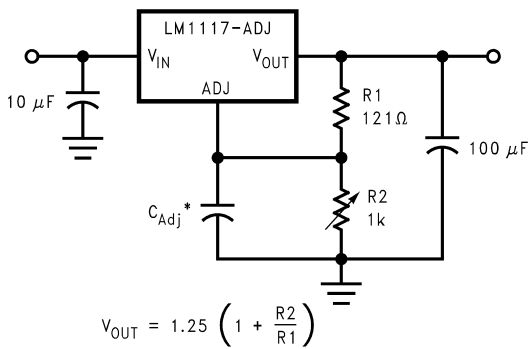 LM1117-ADJ
V_IN
V_OUT
ADJ
10 µF
R1
121Ω
100 µF
C_Adj*
R2
1k
V_OUT = 1.25 (1 + R2/R1)